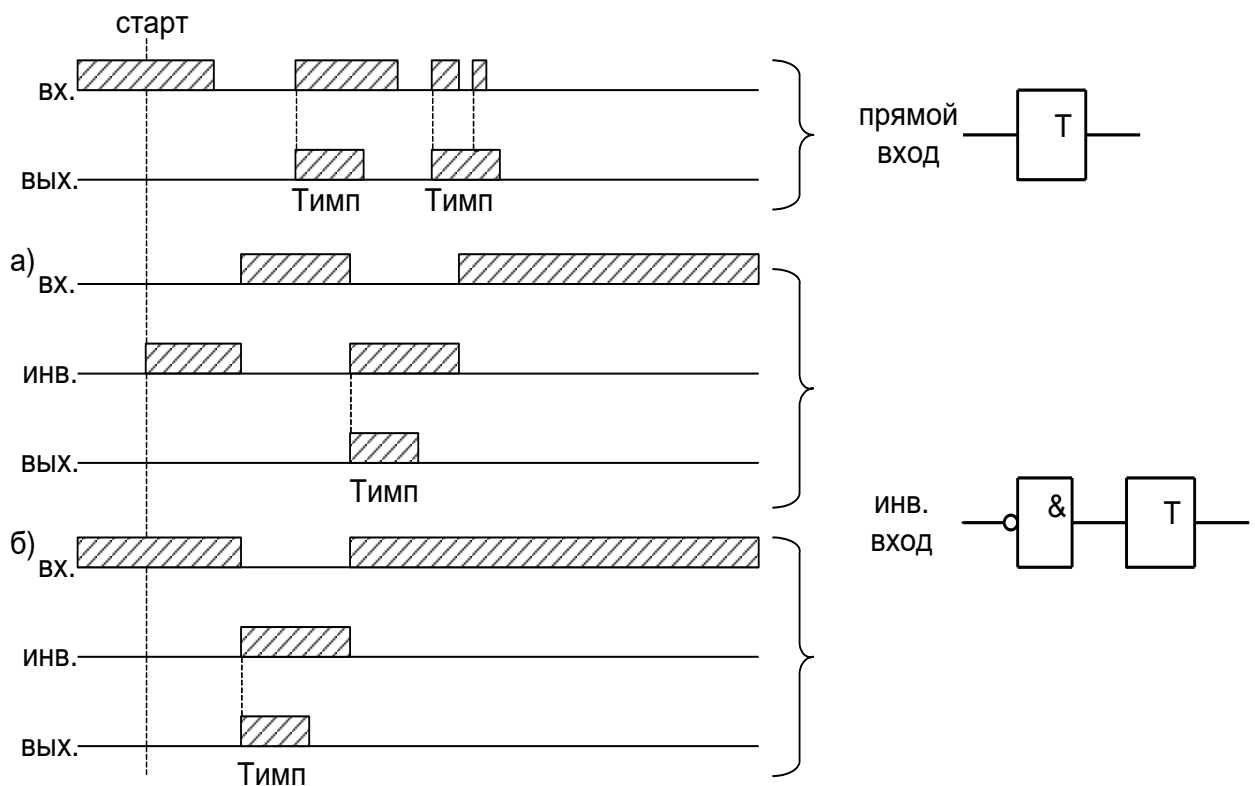 старт
вх.
вых.
Тимп Тимп
прямой
вход
T
а)
вх.
инв.
вых.
Тимп
б)
вх.
инв.
вых.
Тимп
инв.
вход
& T